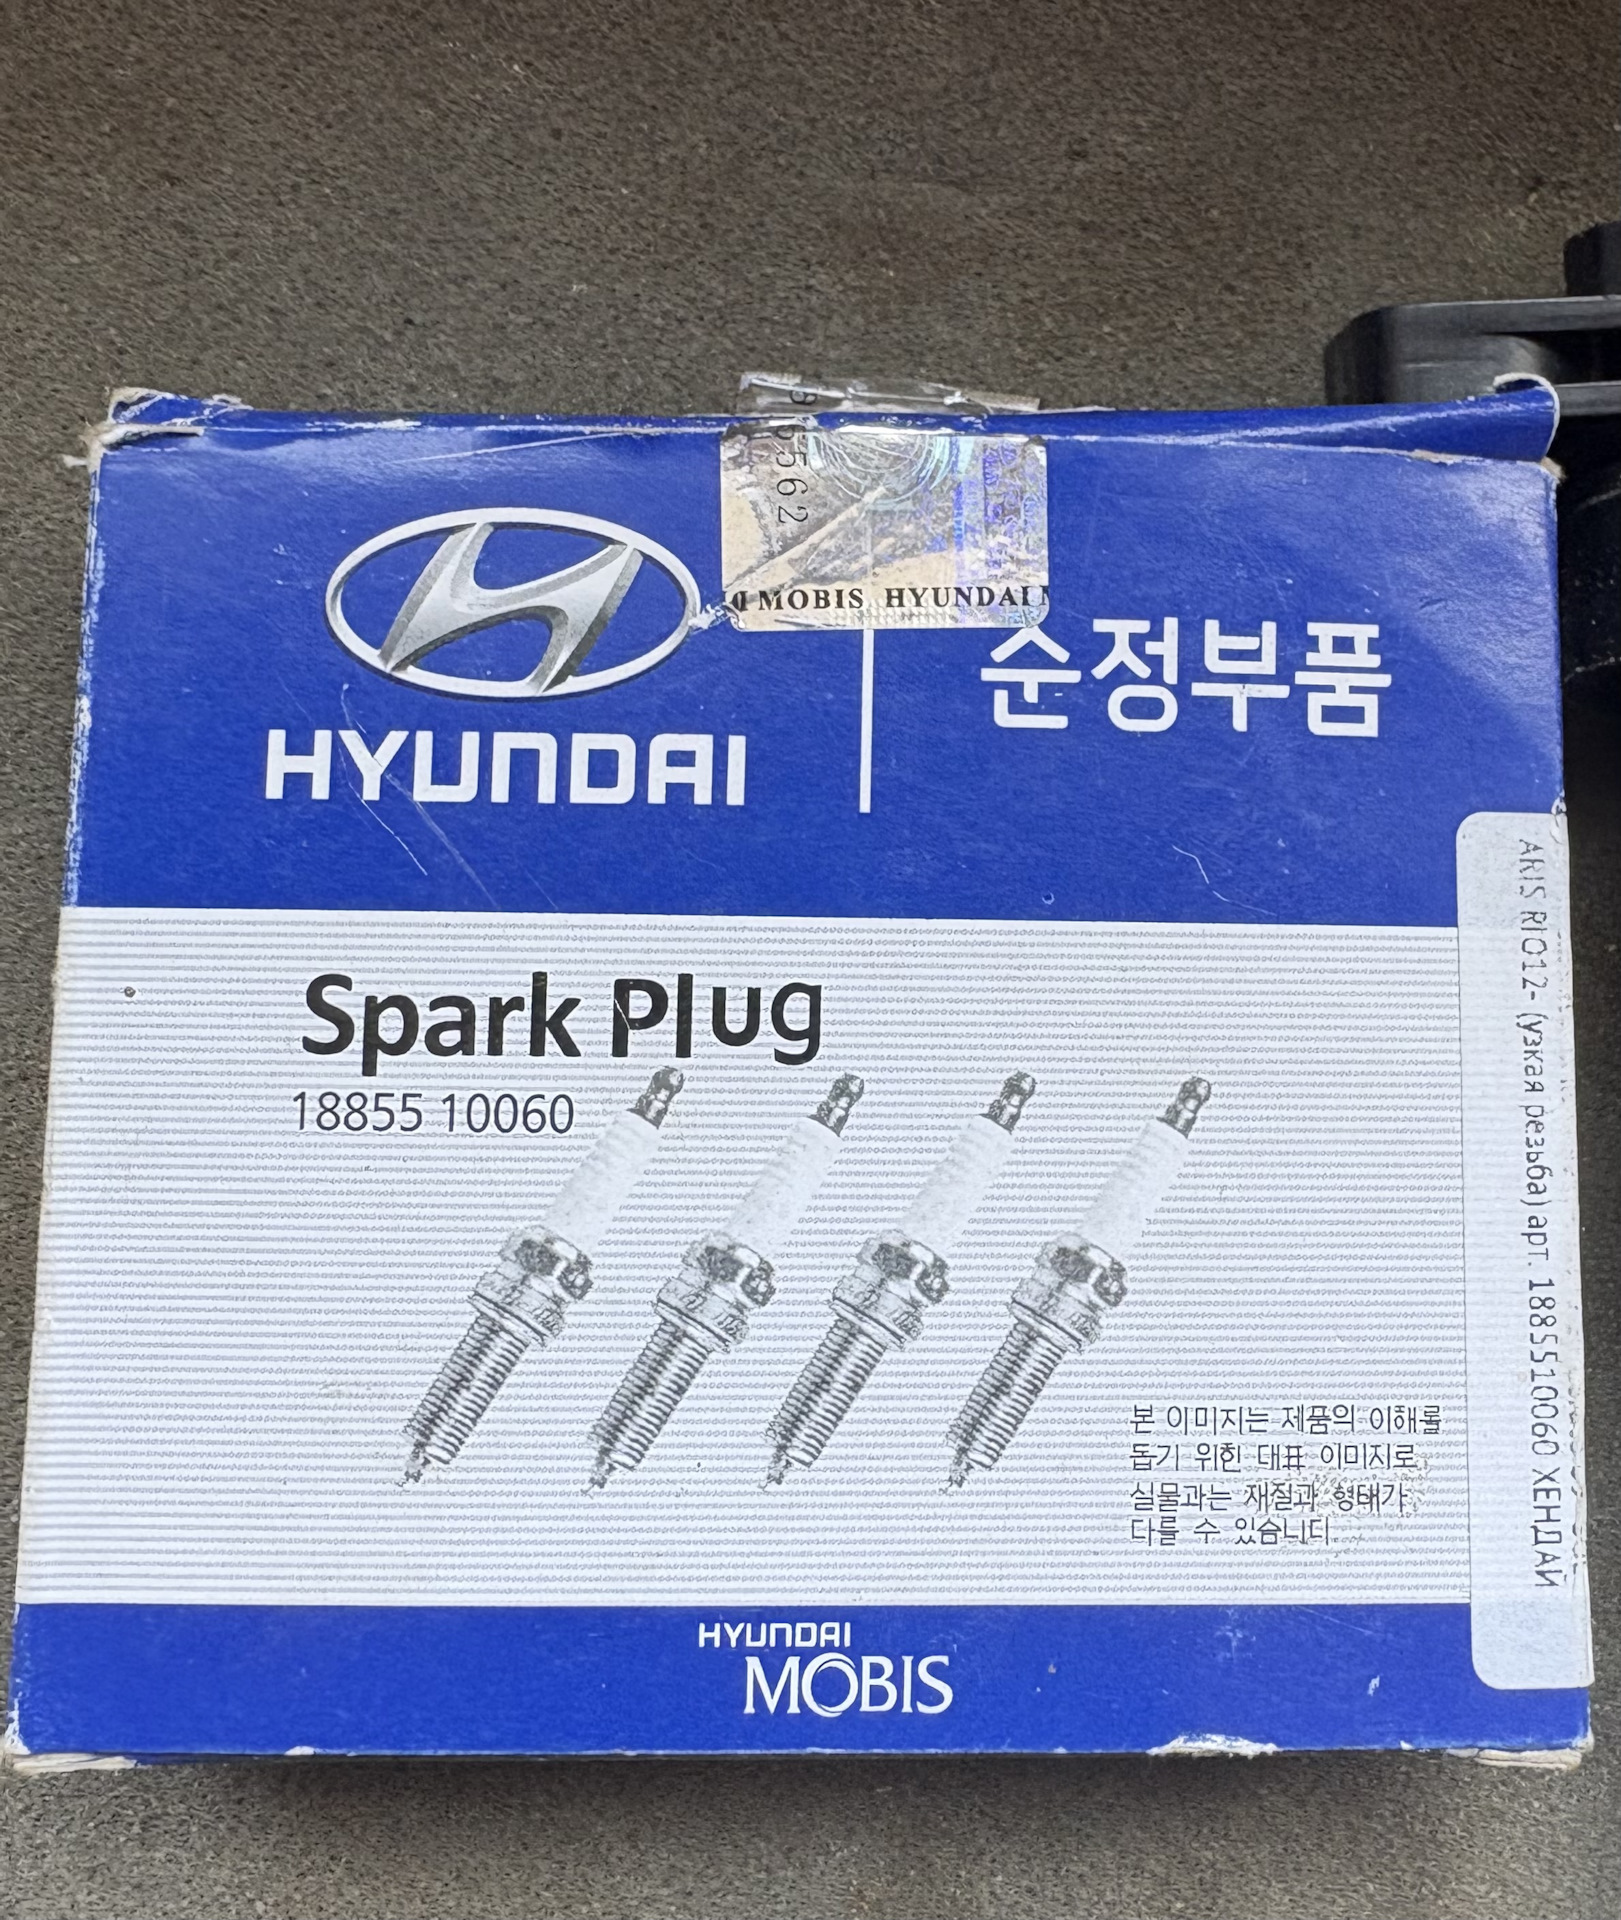 562
MOBIS HYUNDAI
HYUNDAI
순정부품
Spark Plug
18855 10060
본 이미지는 제품의 이해를
돕기 위한 대표 이미지로
실물과는 재질과 형태가
다를 수 있습니다.
HYUNDAI
MOBIS
ARIS RIO12- (узкая резьба) арт. 1885510060 ХЕНДАЙ